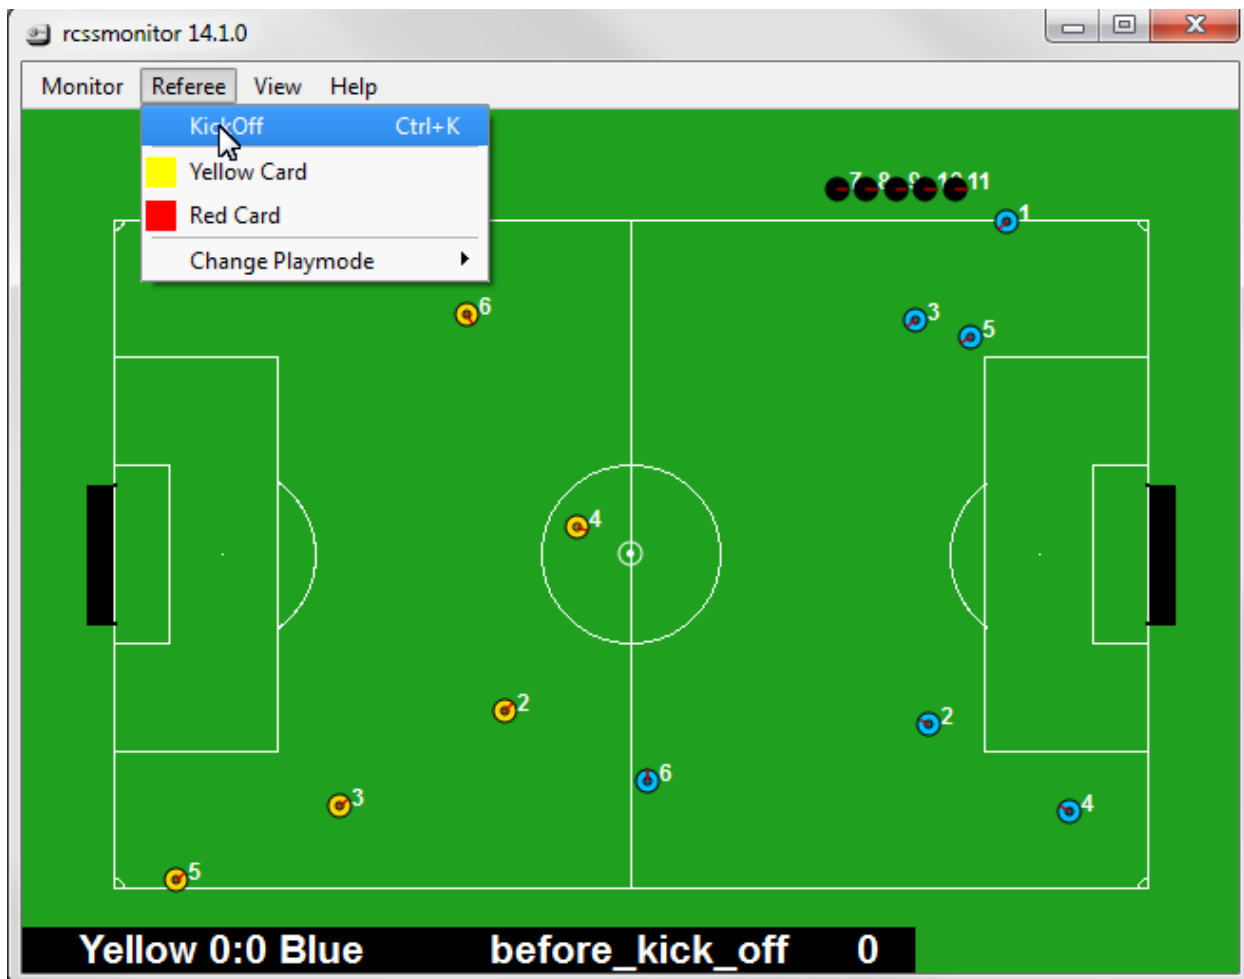 rcssmonitor 14.1.0
Monitor Referee View Help
KickOff Ctrl+K
Yellow Card
Red Card
Change Playmode
7 8 9 10 11
1
6
3
5
4
2
2
6
3
4
5
Yellow 0:0 Blue before_kick_off 0